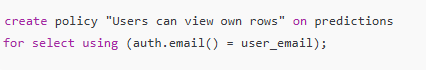 create policy "Users can view own rows" on predictions
for select using (auth.email() = user_email);